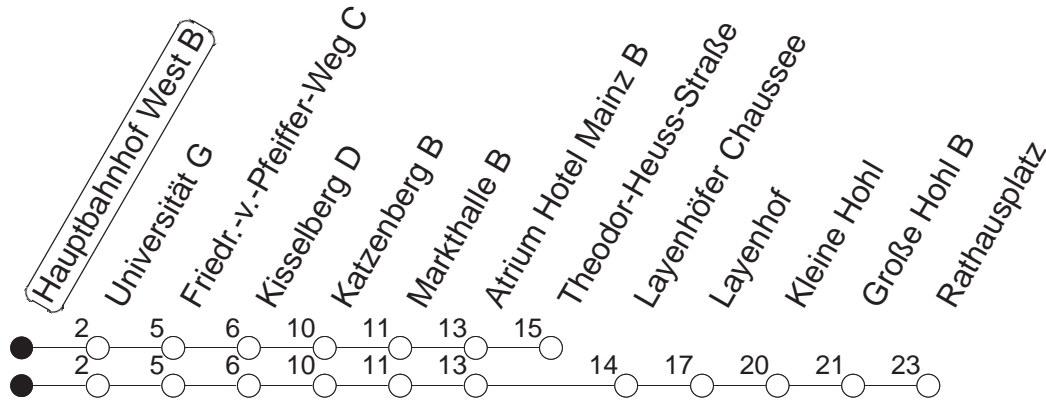 Hauptbahnhof West B
Universität G
Friedr.-v.-Pfeiffer-Weg C
Kisselberg D
Katzenberg B
Markthalle B
Atrium Hotel Mainz B
Theodor-Heuss-Straße
Layenhöfer Chaussee
Layenhof
Kleine Hohl
Große Hohl B
Rathausplatz
2 5 6 10 11 13 15
2 5 6 10 11 13 14 17 20 21 23